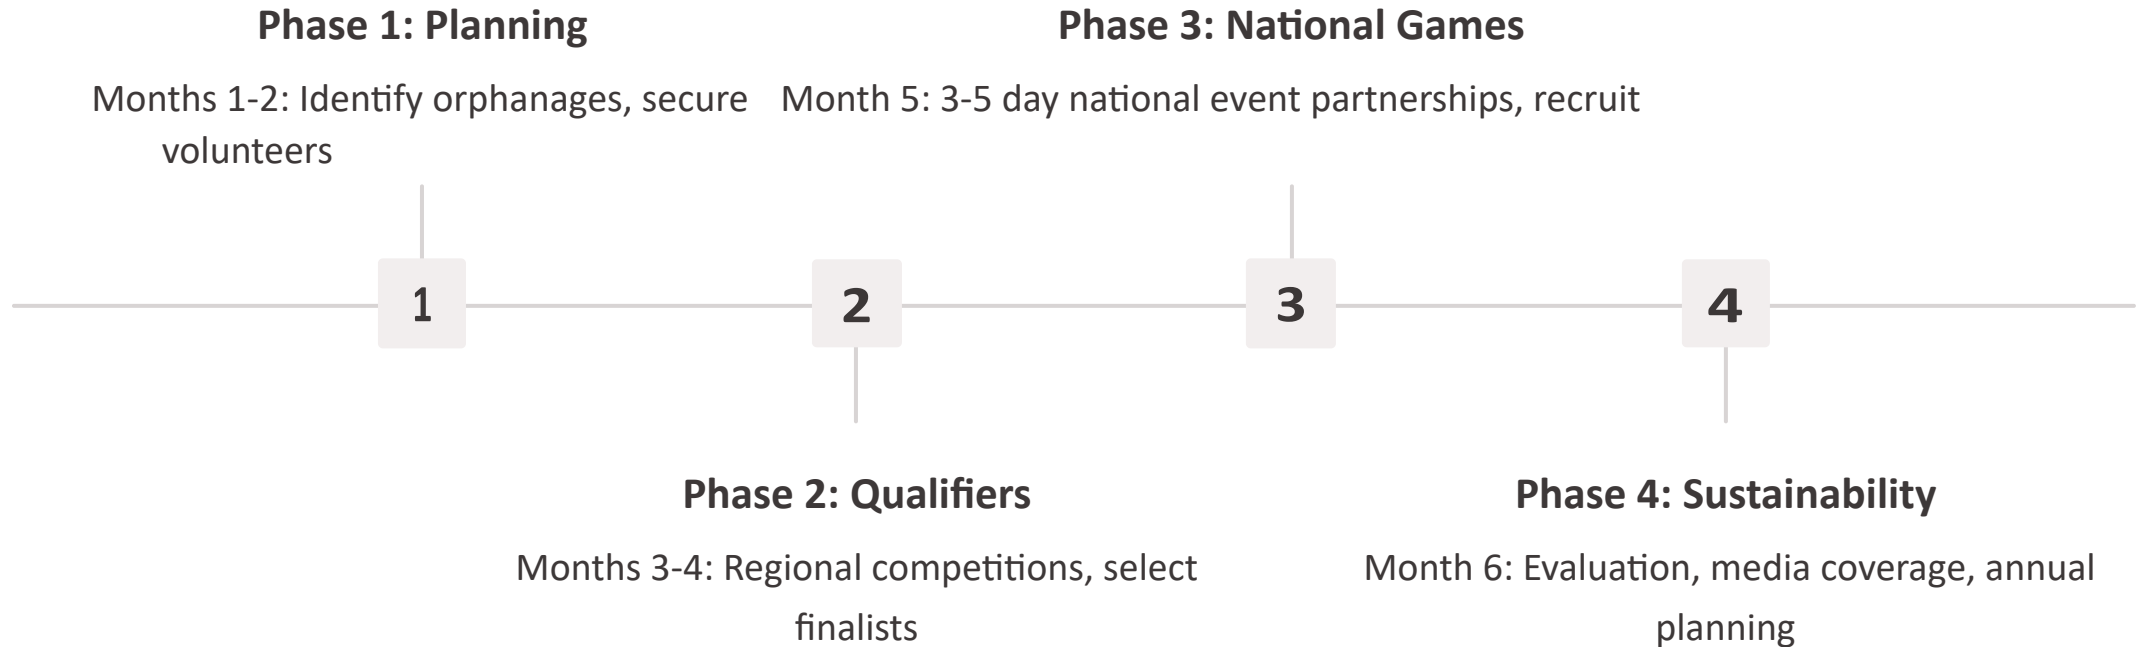 Phase 1: Planning
Months 1-2: Identify orphanages, secure
volunteers
Phase 3: National Games
Month 5: 3-5 day national event partnerships, recruit
1
2
3
4
Phase 2: Qualifiers
Months 3-4: Regional competitions, select
finalists
Phase 4: Sustainability
Month 6: Evaluation, media coverage, annual
planning